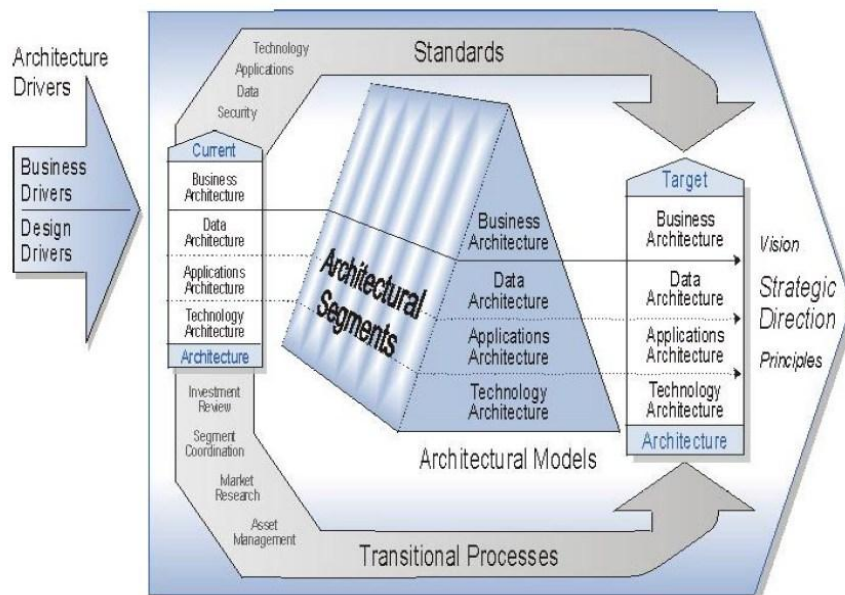 Architecture
Drivers
Business
Drivers
Design
Drivers
Technology
Applications
Data
Security
Standards
Current
Business
Architecture
Data
Architecture
Applications
Architecture
Technology
Architecture
Architecture
Investment
Review
Segment
Coordination
Market
Research
Asset
Management
Architectural
Segments
Business
Architecture
Data
Architecture
Applications
Architecture
Technology
Architecture
Architectural Models
Transitional Processes
Target
Business
Architecture
Data
Architecture
Applications
Architecture
Technology
Architecture
Architecture
Vision
Strategic
Direction
Principles